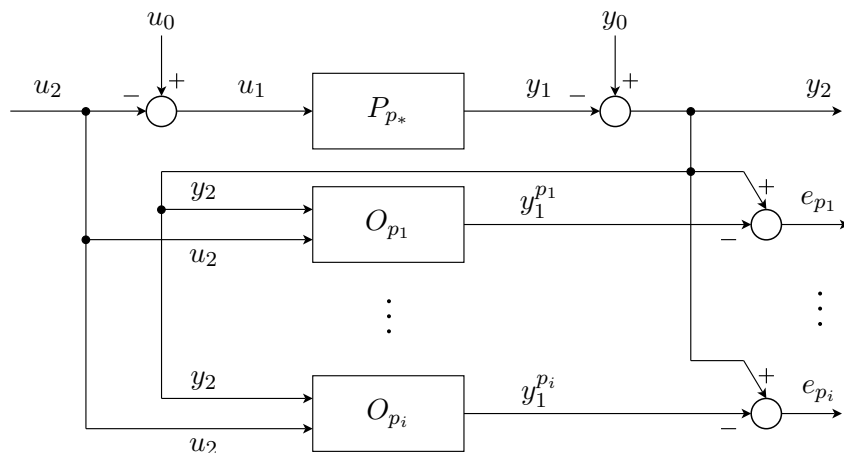 u_0 y_0
u_2 − + u_1 P_{p_*} y_1 − + y_2
y_2 O_{p_1} y_1^{p_1} + − e_{p_1}
u_2
⋮ ⋮
y_2 O_{p_i} y_1^{p_i} + − e_{p_i}
u_2